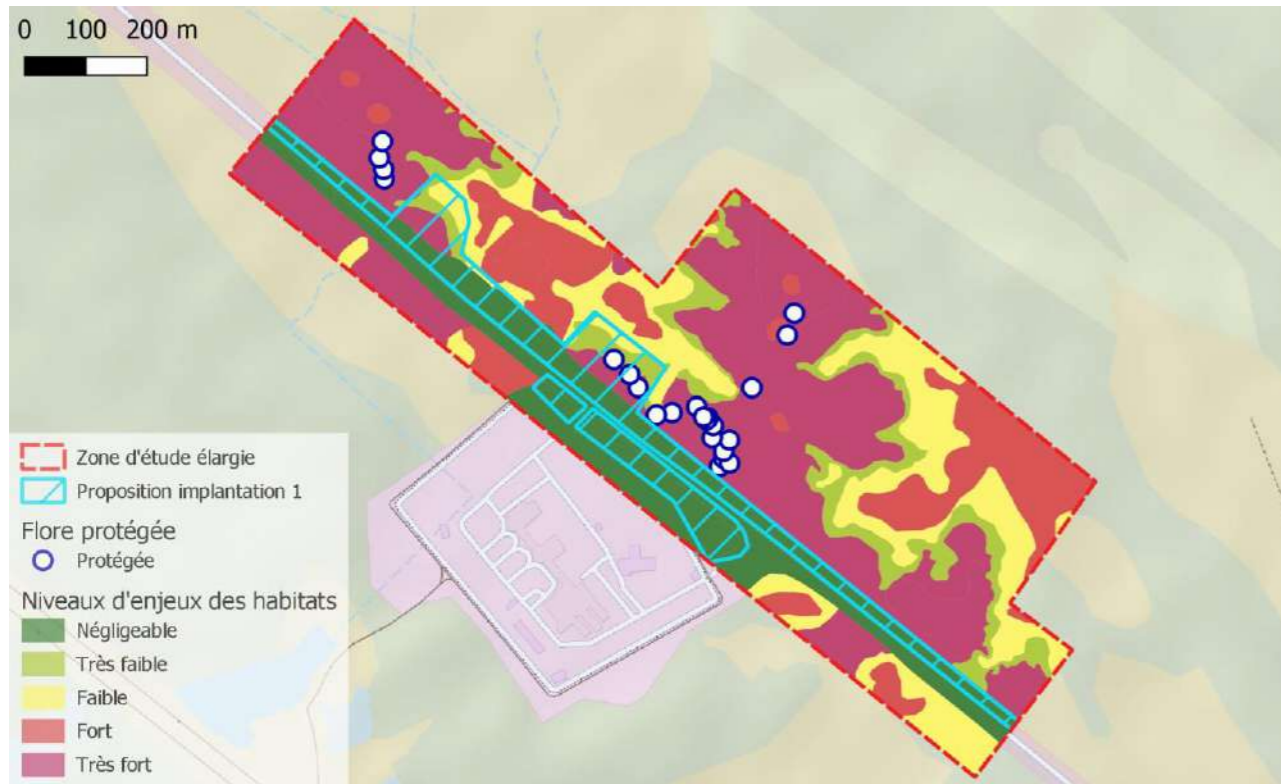 0 100 200 m
Zone d'étude élargie
Proposition implantation 1
Flore protégée
Protégée
Niveaux d'enjeux des habitats
Négligeable
Très faible
Faible
Fort
Très fort